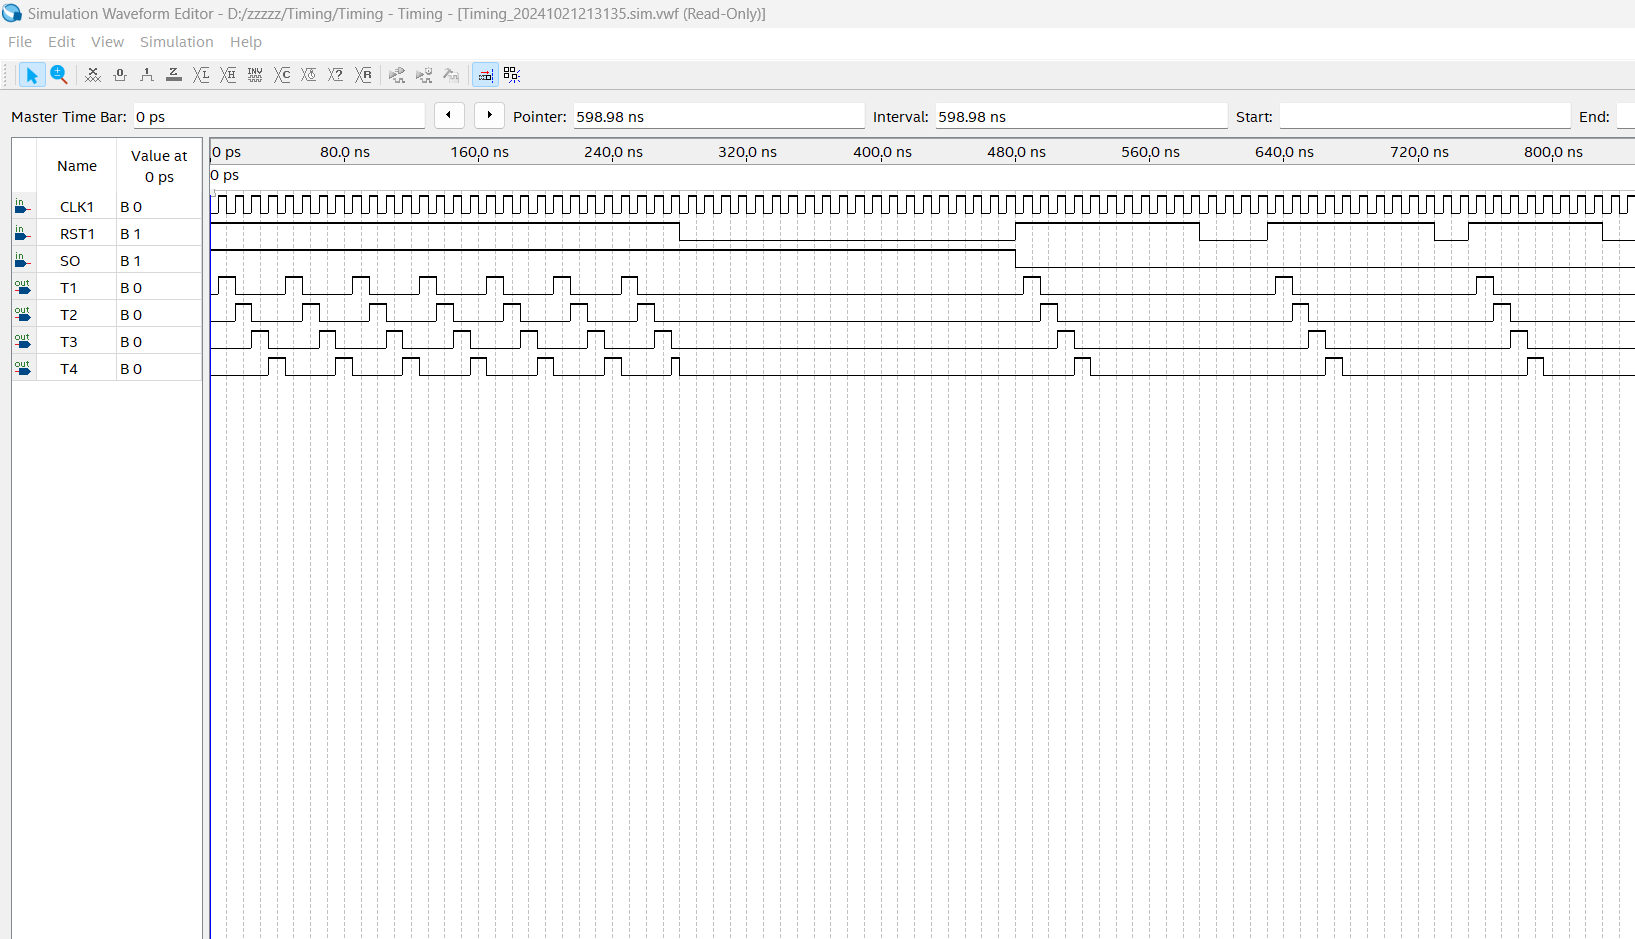 Simulation Waveform Editor - D:/zzzzz/Timing/Timing - Timing - [Timing_20241021213135.sim.vwf (Read-Only)]
File Edit View Simulation Help
Master Time Bar: 0 ps Pointer: 598.98 ns Interval: 598.98 ns Start: End:
Name Value at 0 ps
0 ps 80.0 ns 160.0 ns 240.0 ns 320.0 ns 400.0 ns 480.0 ns 560.0 ns 640.0 ns 720.0 ns 800.0 ns
0 ps
in CLK1 B 0
in RST1 B 1
in SO B 1
out T1 B 0
out T2 B 0
out T3 B 0
out T4 B 0